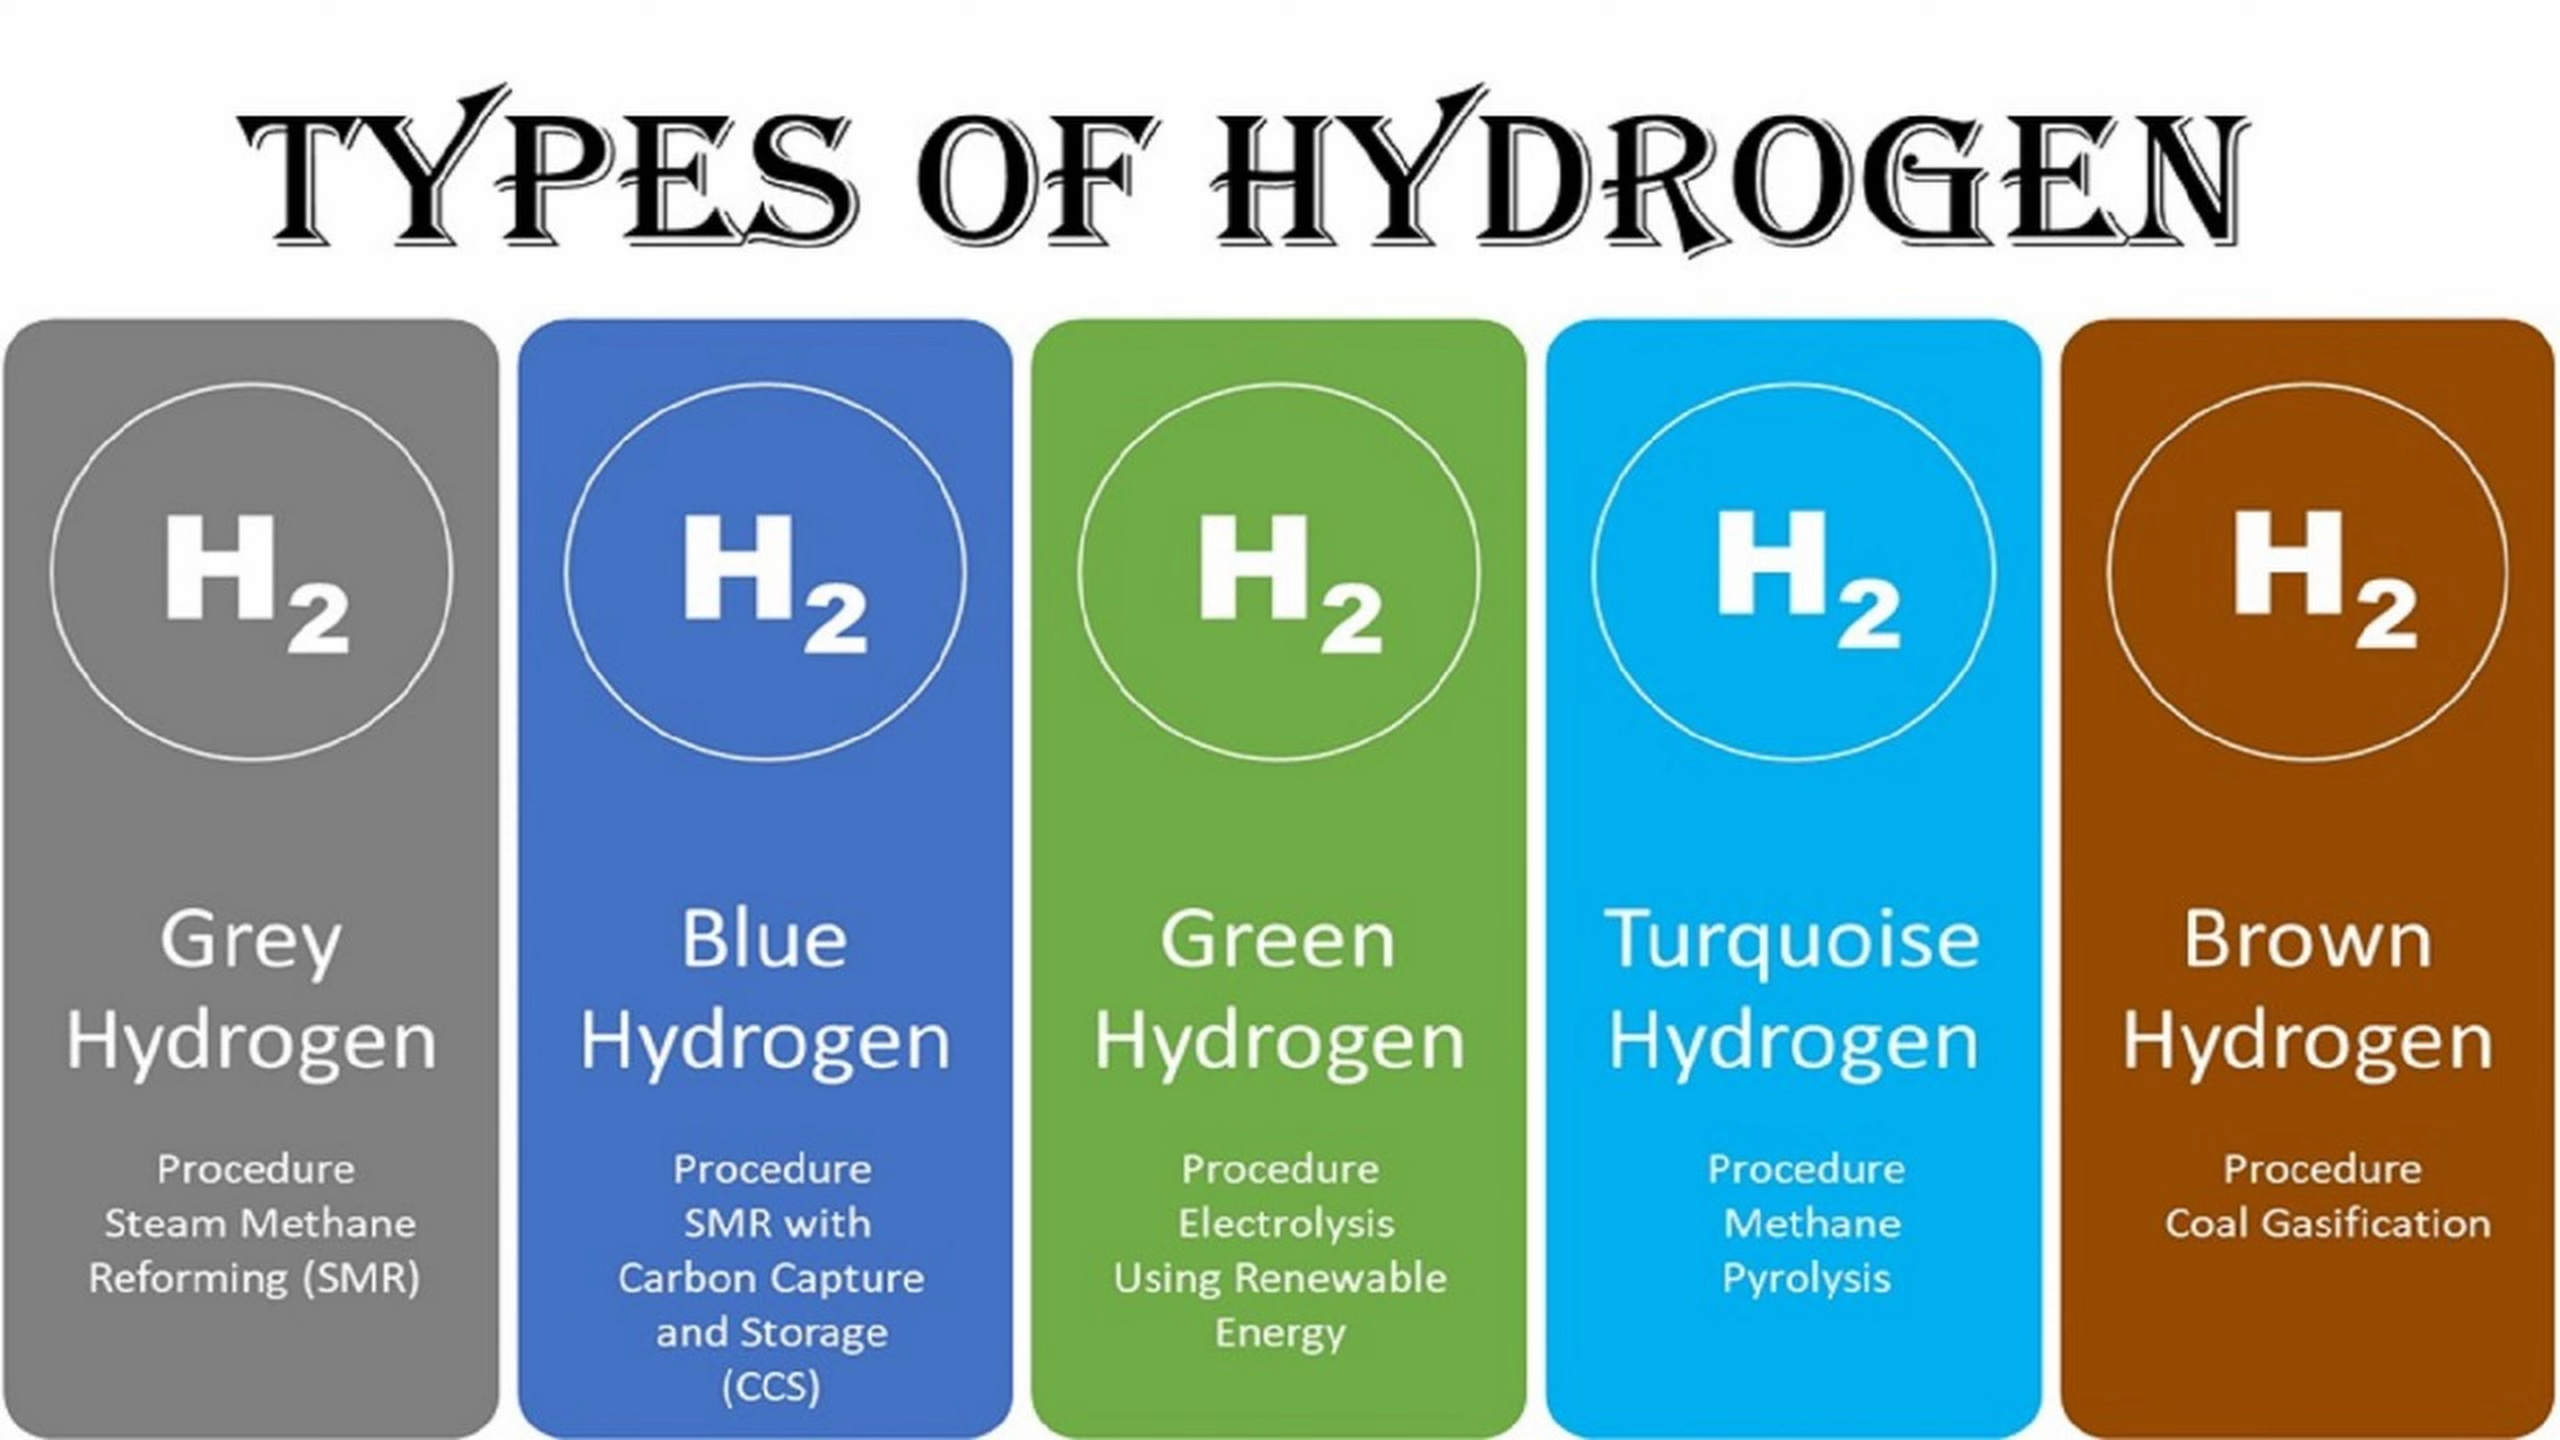 TYPES OF HYDROGEN
H2
Grey
Hydrogen
Procedure
Steam Methane
Reforming (SMR)
H2
Blue
Hydrogen
Procedure
SMR with
Carbon Capture
and Storage
(CCS)
H2
Green
Hydrogen
Procedure
Electrolysis
Using Renewable
Energy
H2
Turquoise
Hydrogen
Procedure
Methane
Pyrolysis
H2
Brown
Hydrogen
Procedure
Coal Gasification